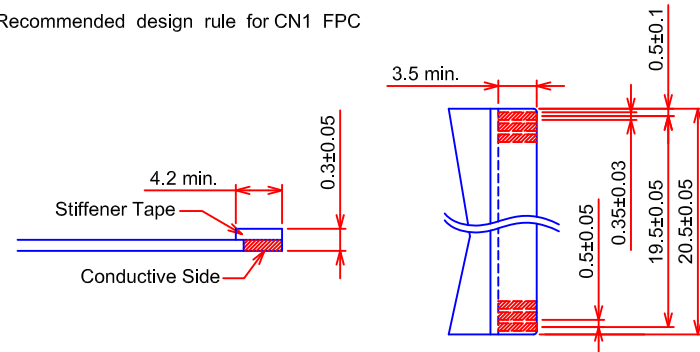 Recommended design rule for CN1 FPC
3.5 min.
0.5±0.1
4.2 min.
0.3±0.05
Stiffener Tape
Conductive Side
0.5±0.05
0.35±0.03
19.5±0.05
20.5±0.05